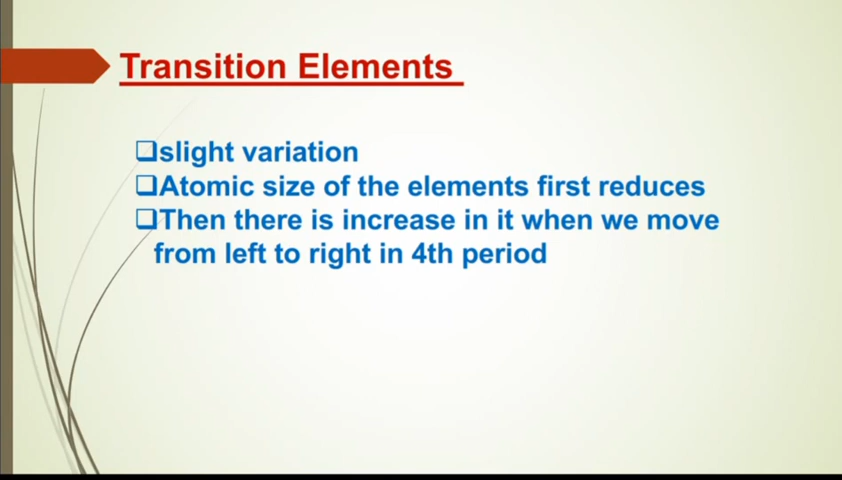 Transition Elements
❑slight variation
❑Atomic size of the elements first reduces
❑Then there is increase in it when we move
from left to right in 4th period